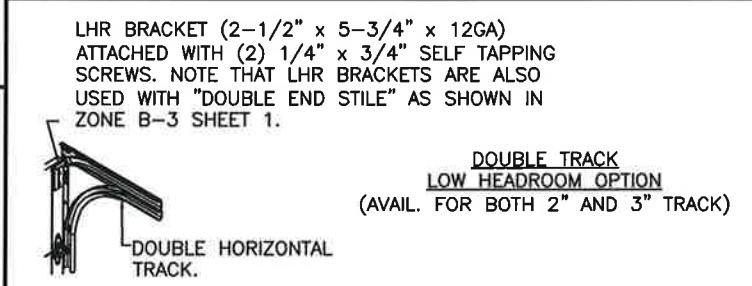 LHR BRACKET (2-1/2" x 5-3/4" x 12GA)
ATTACHED WITH (2) 1/4" x 3/4" SELF TAPPING
SCREWS. NOTE THAT LHR BRACKETS ARE ALSO
USED WITH "DOUBLE END STILE" AS SHOWN IN
ZONE B-3 SHEET 1.
DOUBLE TRACK
LOW HEADROOM OPTION
(AVAIL. FOR BOTH 2" AND 3" TRACK)
DOUBLE HORIZONTAL
TRACK.